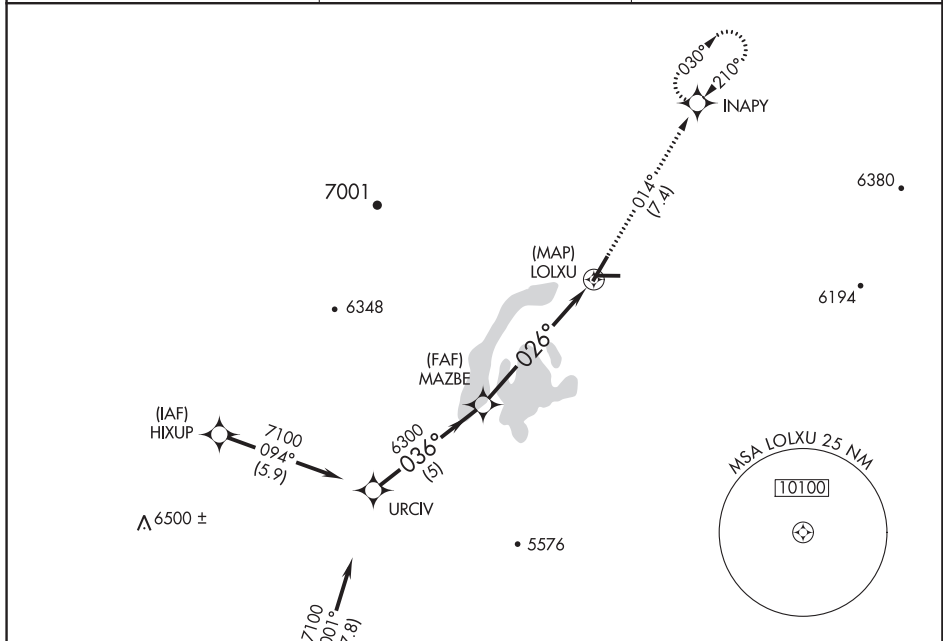 030°
210°
INAPY
014°
(7.4)
7001
6380
(MAP)
LOLXU
6194
6348
026°
(FAF)
MAZBE
(IAF)
HIXUP
7100
094°
(5.9)
6300
036°
(5)
URCIV
MSA LOLXU 25 NM
10100
6500 ±
5576
7100